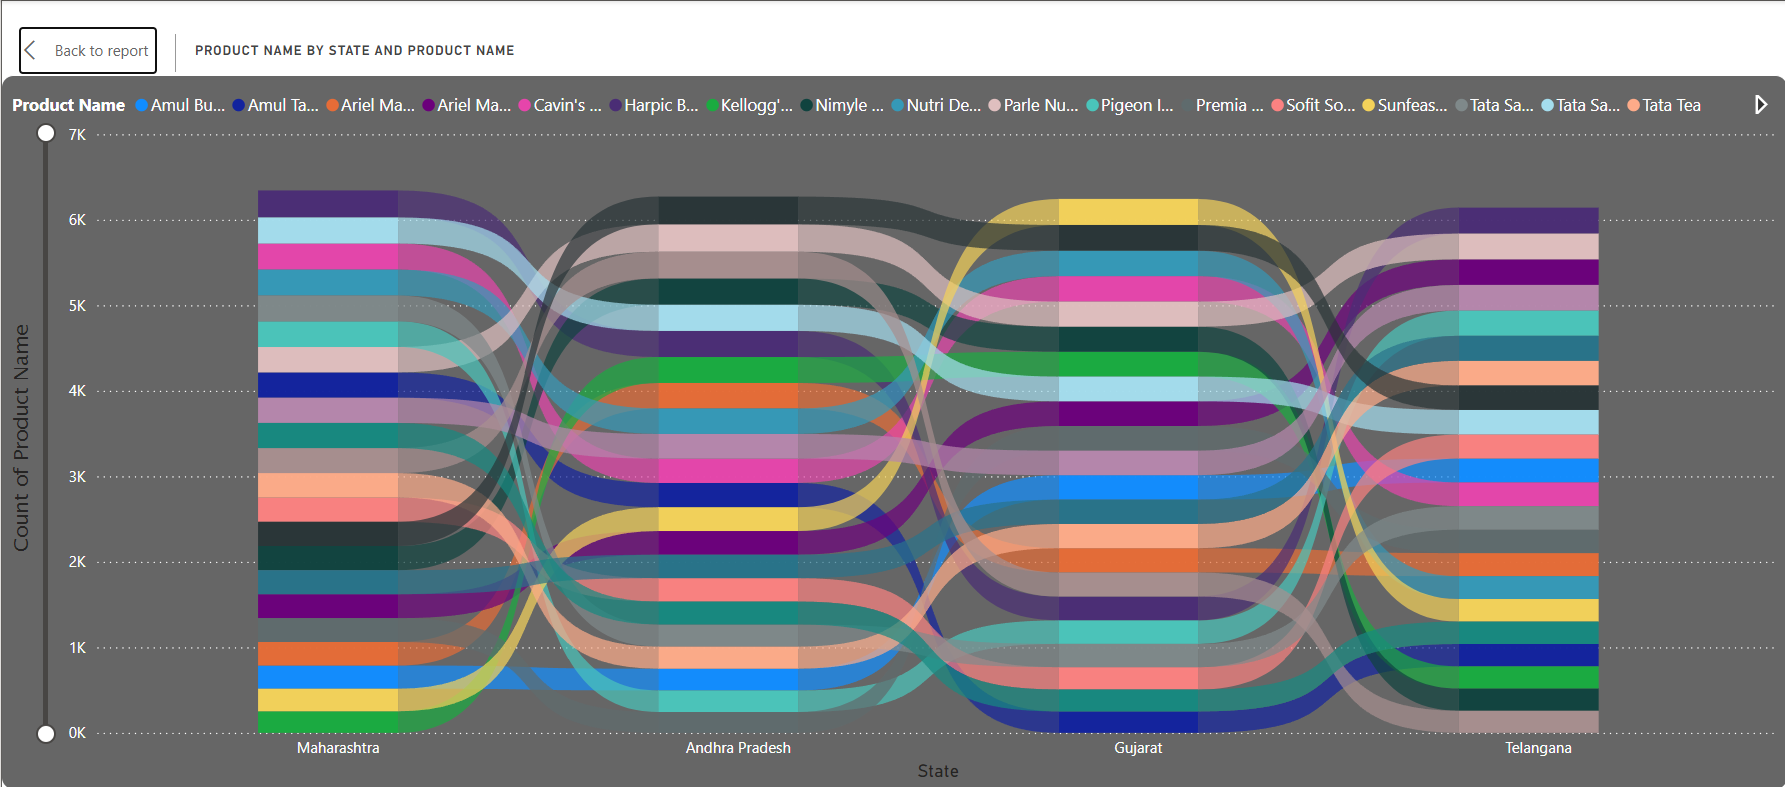 Back to report
PRODUCT NAME BY STATE AND PRODUCT NAME
Product Name Amul Bu... Amul Ta... Ariel Ma... Ariel Ma... Cavin's ... Harpic B... Kellogg'... Nimyle ... Nutri De... Parle Nu... Pigeon I... Premia ... Sofit So... Sunfeas... Tata Sa... Tata Sa... Tata Tea
7K
6K
5K
4K
3K
2K
1K
0K
Count of Product Name
Maharashtra Andhra Pradesh Gujarat Telangana
State